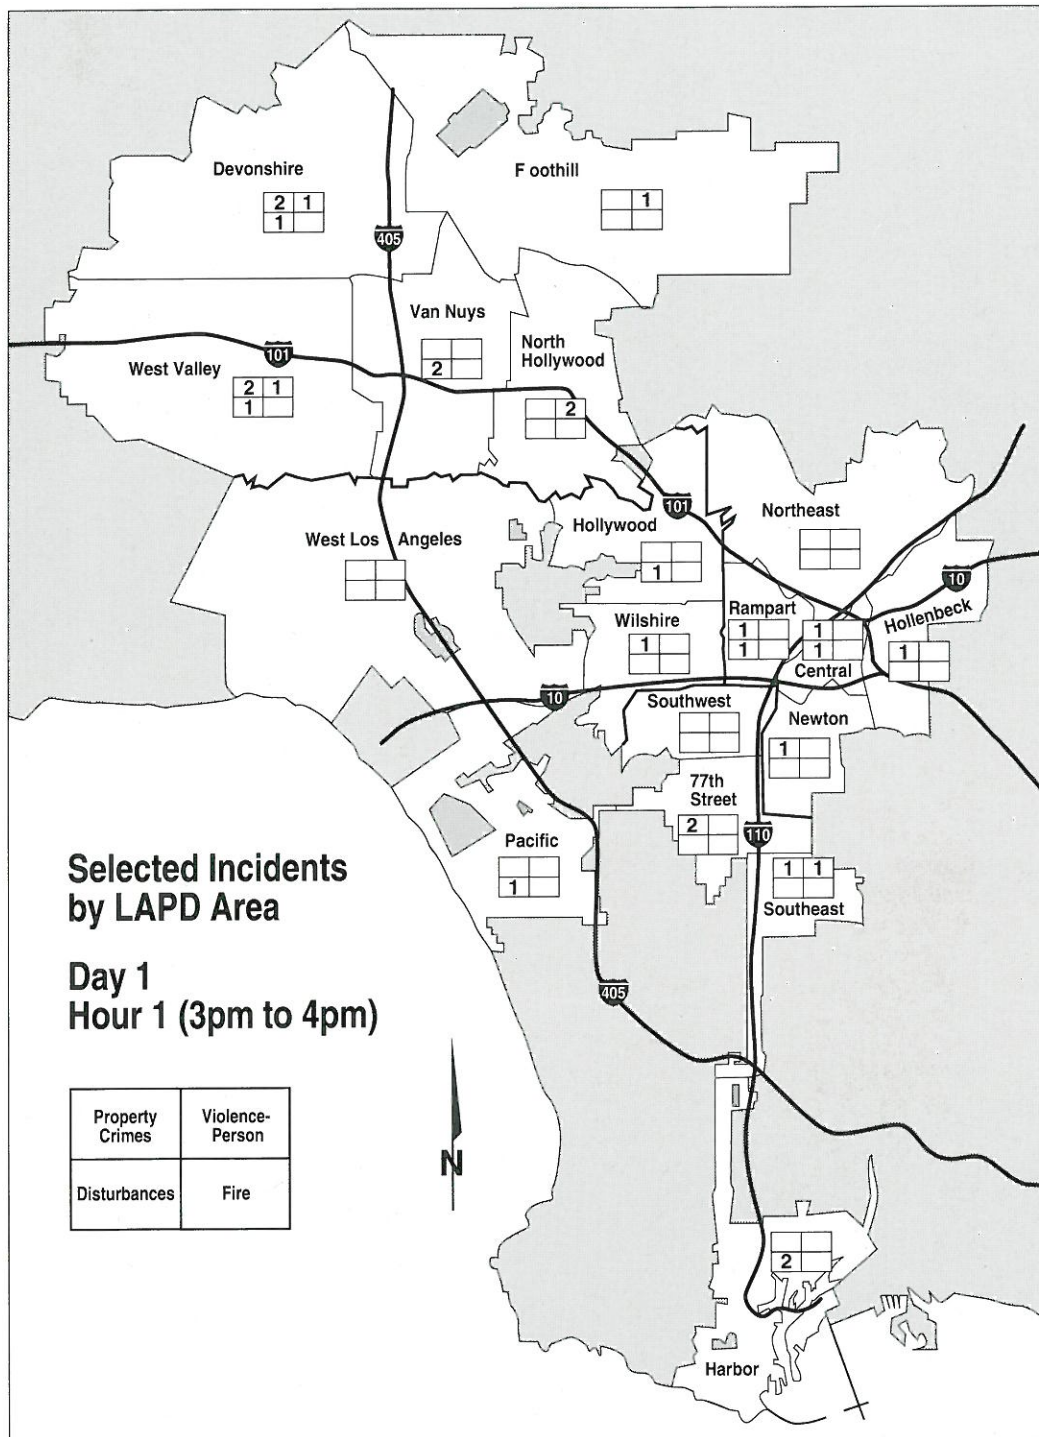 Devonshire
2 1
1
Foothill
1
405
Van Nuys
2
North
Hollywood
2
101
West Valley
2 1
1
101
Northeast
Hollywood
1
West Los Angeles
10
Hollenbeck
1
Rampart
1
1
Wilshire
1
1
1
Central
10
Southwest
Newton
1
77th
Street
2
110
Pacific
1
1 1
Southeast
Selected Incidents
by LAPD Area
Day 1
Hour 1 (3pm to 4pm)
405
Property
Crimes
Violence-
Person
Disturbances
Fire
N
2
Harbor